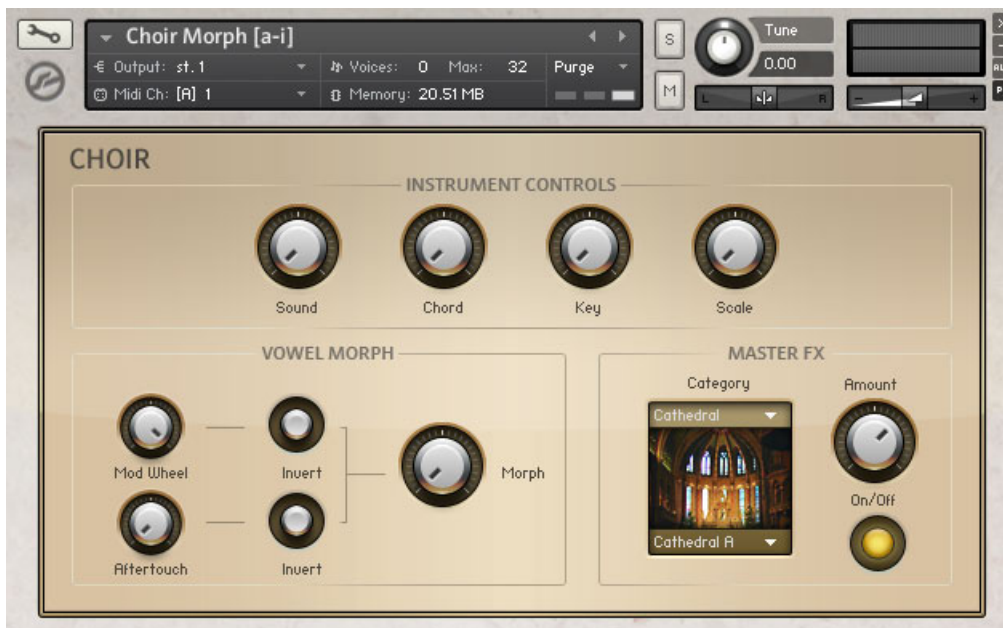 Choir Morph [a-i]
Output: st.1
Voices: 0 Max: 32
Purge
Midi Ch: [A] 1
Memory: 20.51 MB
S
M
Tune
0.00
L
R
CHOIR
INSTRUMENT CONTROLS
Sound
Chord
Key
Scale
VOWEL MORPH
Mod Wheel
Invert
Aftertouch
Invert
Morph
MASTER FX
Category
Amount
Cathedral
Cathedral A
On/Off